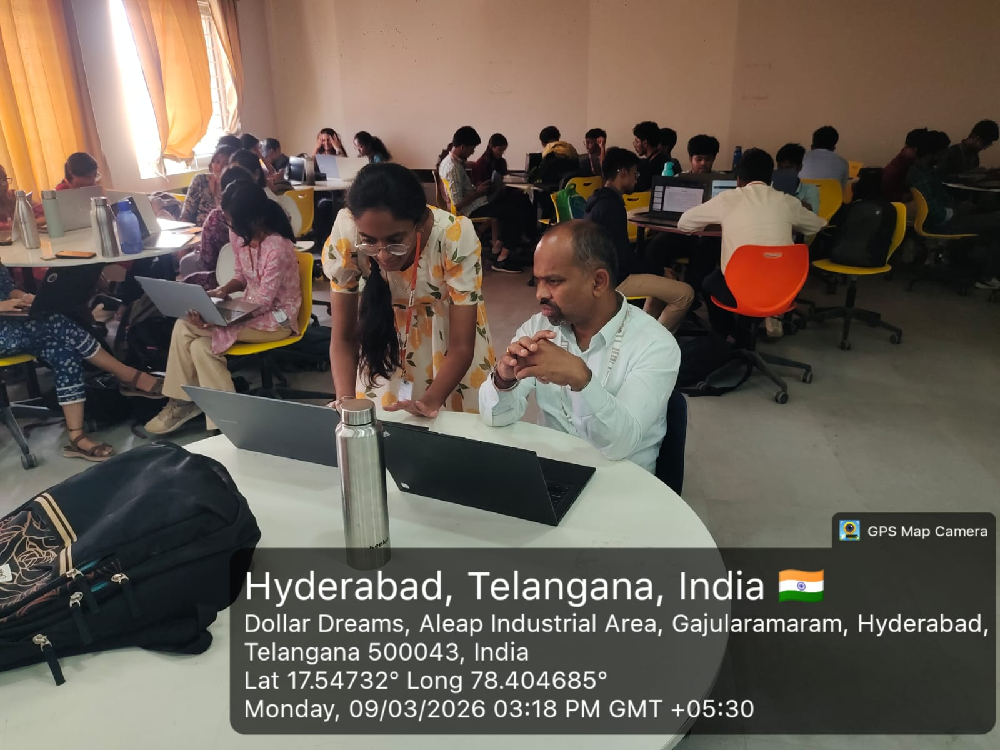 Kenko
GPS Map Camera
Hyderabad, Telangana, India
Dollar Dreams, Aleap Industrial Area, Gajularamaram, Hyderabad,
Telangana 500043, India
Lat 17.54732° Long 78.404685°
Monday, 09/03/2026 03:18 PM GMT +05:30